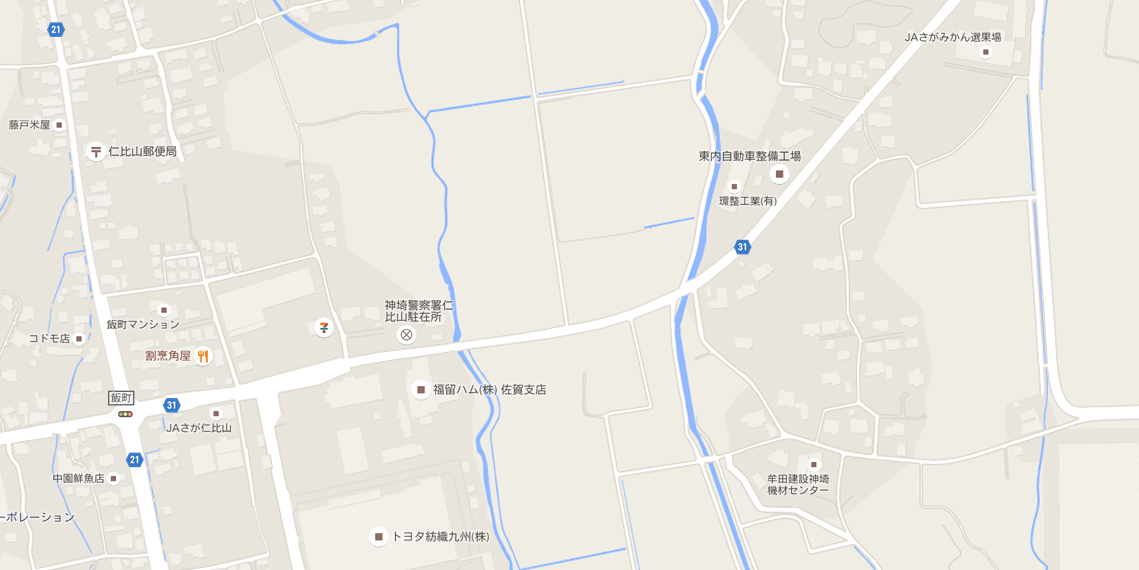 21
JAさがみかん選果場
藤戸米屋
仁比山郵便局
東内自動車整備工場
環整工業(有)
31
神埼警察署仁
比山駐在所
飯町マンション
7
コドモ店
割烹角屋
福留ハム(株) 佐賀支店
飯町
31
JAさが仁比山
21
中園鮮魚店
牟田建設神埼
機材センター
ーポレーション
トヨタ紡織九州(株)